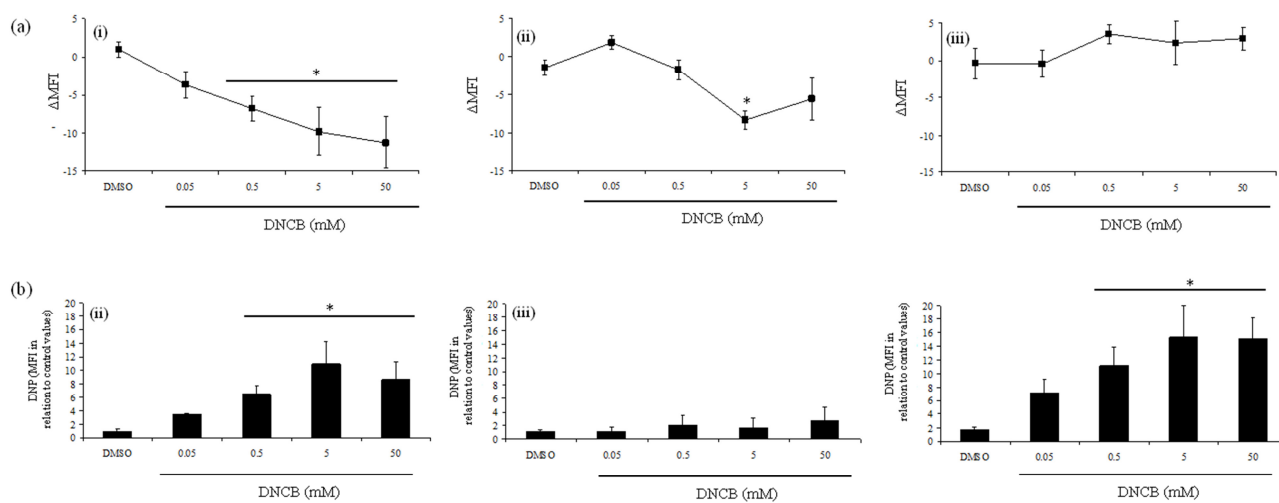 (a)
(i)
5
0
-5
-10
-15
ΔMFI
-
*
DMSO 0.05 0.5 5 50
DNCB (mM)
(ii)
5
0
-5
-10
-15
ΔMFI
*
DMSO 0.05 0.5 5 50
DNCB (mM)
(iii)
5
0
-5
-10
-15
ΔMFI
DMSO 0.05 0.5 5 50
DNCB (mM)
(b)
(ii)
DNP (MFI in
relation to control values)
20
18
16
14
12
10
8
6
4
2
0
*
DMSO 0.05 0.5 5 50
DNCB (mM)
(iii)
DNP (MFI in
relation to control values)
20
18
16
14
12
10
8
6
4
2
0
DMSO 0.05 0.5 5 50
DNCB (mM)
DNP (MFI in
relation to control values)
20
18
16
14
12
10
8
6
4
2
0
*
DMSO 0.05 0.5 5 50
DNCB (mM)